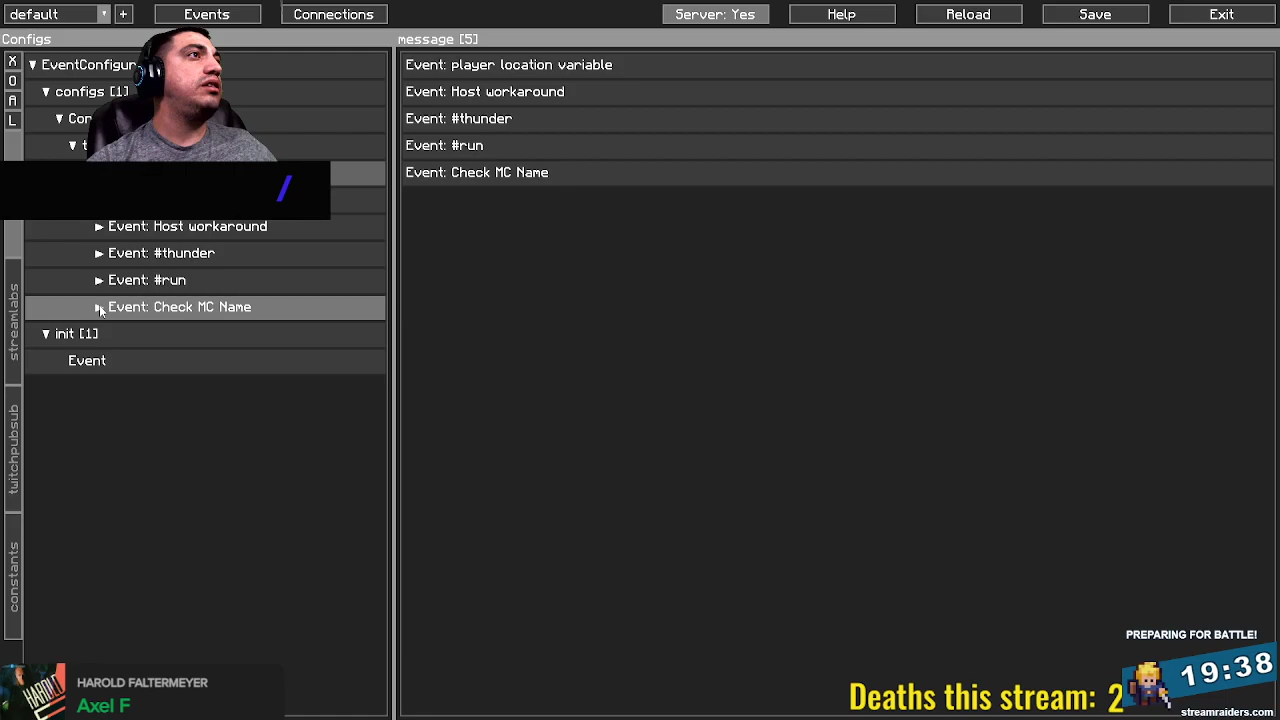 default
+
Events
Connections
Server: Yes
Help
Reload
Save
Exit
Configs
message [5]
X
O
A
L
streamlabs
twitchpubsub
constants
EventConfigur
configs [1]
Con
t
/
Event: Host workaround
Event: #thunder
Event: #run
Event: Check MC Name
init [1]
Event
Event: player location variable
Event: Host workaround
Event: #thunder
Event: #run
Event: Check MC Name
HAROLD
HAROLD FALTERMEYER
Axel F
PREPARING FOR BATTLE!
19:38
Deaths this stream: 2
streamraiders.com